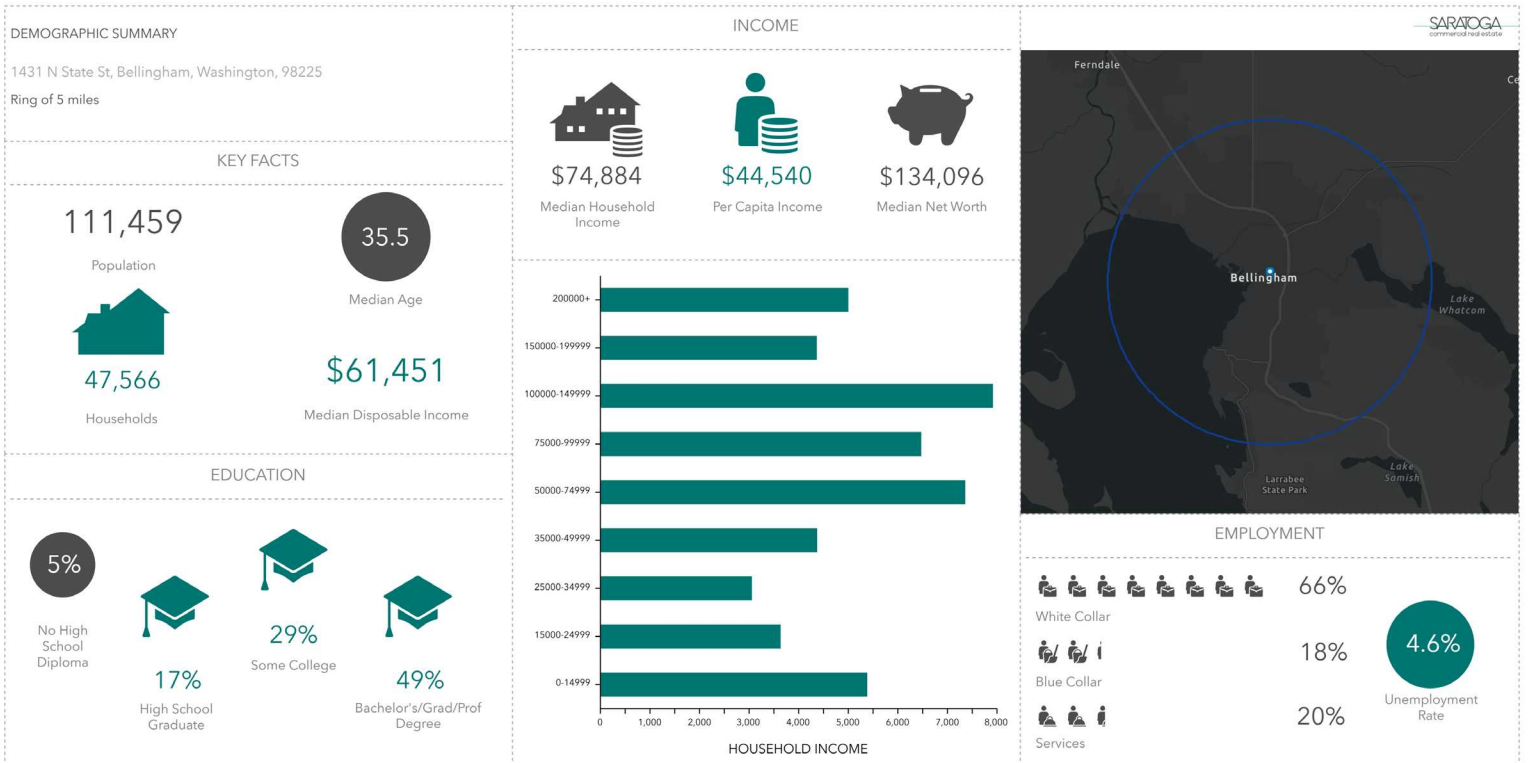 DEMOGRAPHIC SUMMARY
1431 N State St, Bellingham, Washington, 98225
Ring of 5 miles
KEY FACTS
111,459
Population
35.5
Median Age
47,566
Households
$61,451
Median Disposable Income
EDUCATION
5%
No High
School
Diploma
17%
High School
Graduate
29%
Some College
49%
Bachelor's/Grad/Prof
Degree
INCOME
$74,884
Median Household
Income
$44,540
Per Capita Income
$134,096
Median Net Worth
200000+
150000-199999
100000-149999
75000-99999
50000-74999
35000-49999
25000-34999
15000-24999
0-14999
0 1,000 2,000 3,000 4,000 5,000 6,000 7,000 8,000
HOUSEHOLD INCOME
SARATOGA
commercial real estate
Ferndale
Ce
Bellingham
Lake
Whatcom
Larrabee
State Park
Lake
Samish
EMPLOYMENT
66%
White Collar
18%
Blue Collar
20%
Services
4.6%
Unemployment
Rate